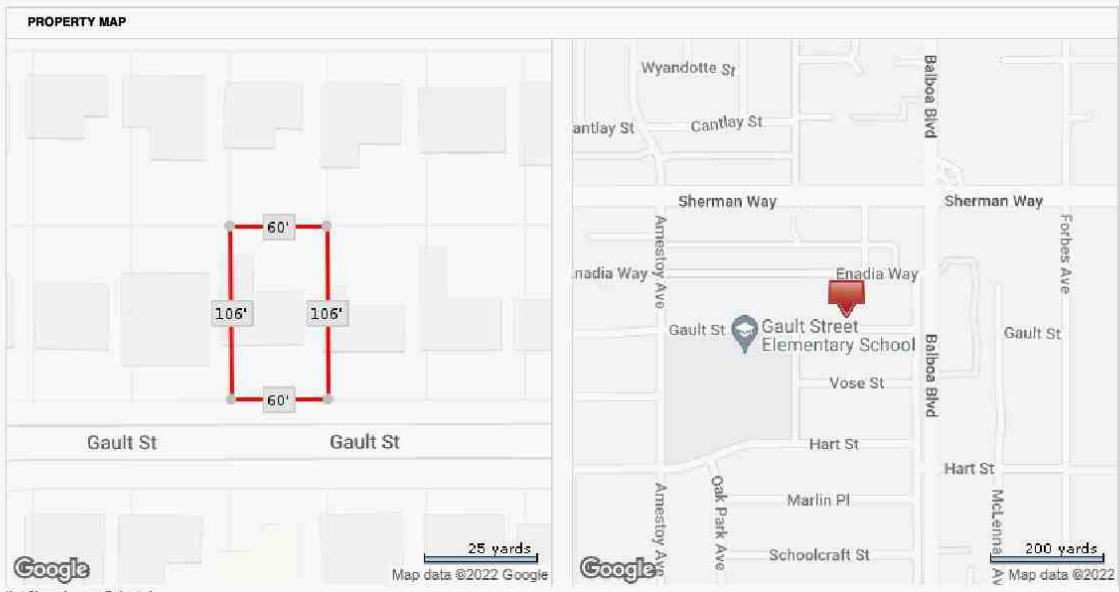 PROPERTY MAP
60'
106'
106'
60'
Gault St
Gault St
25 yards
Google
Map data ©2022 Google
Wyandotte St
Balboa Blvd
antlay St
Cantlay St
Sherman Way
Sherman Way
Amestoy Ave
Forbes Ave
nadia Way
Enadia Way
Gault St
Gault Street
Elementary School
Gault St
Balboa Blvd
Vose St
Hart St
Hart St
Oak Park Ave
Amestoy Ave
Marlin Pl
McLenna Av
Schoolcraft St
200 yards
Google
Map data ©2022